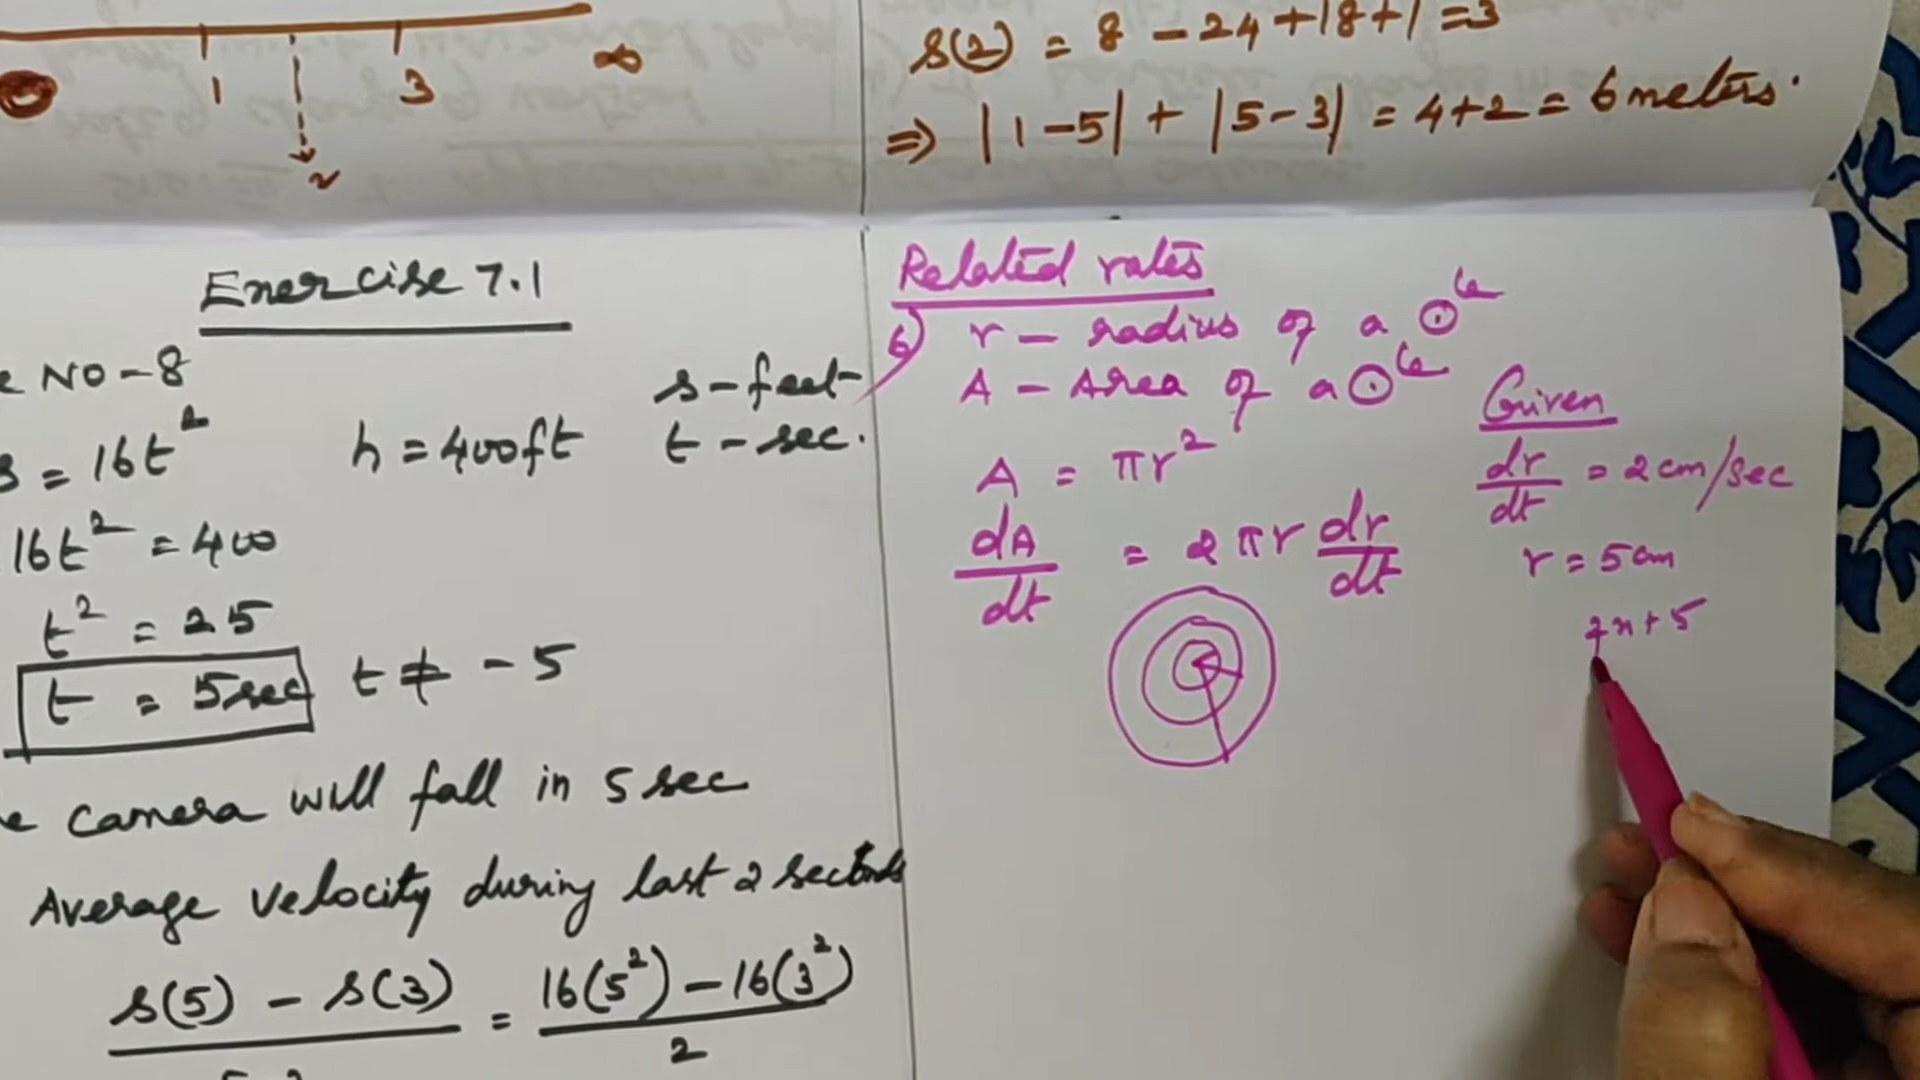 1 3 ∞
2
s(2) = 8 - 24 + 18 + 1 = 3
⇒ |1-5| + |5-3| = 4+2 = 6 meters.
Exercise 7.1
No - 8
s = 16t² h = 400ft s - feet
t - sec.
16t² = 400
t² = 25
t = 5sec t ≠ - 5
camera will fall in 5 sec
Average velocity during last 2 seconds
s(5) - s(3) = 16(5²) - 16(3²)
2
Related rates
6) r - radius of a ⊙le
A - Area of a ⊙le
A = πr²
dA/dt = 2πr dr/dt
Given
dr/dt = 2cm/sec
r = 5cm
2x+5